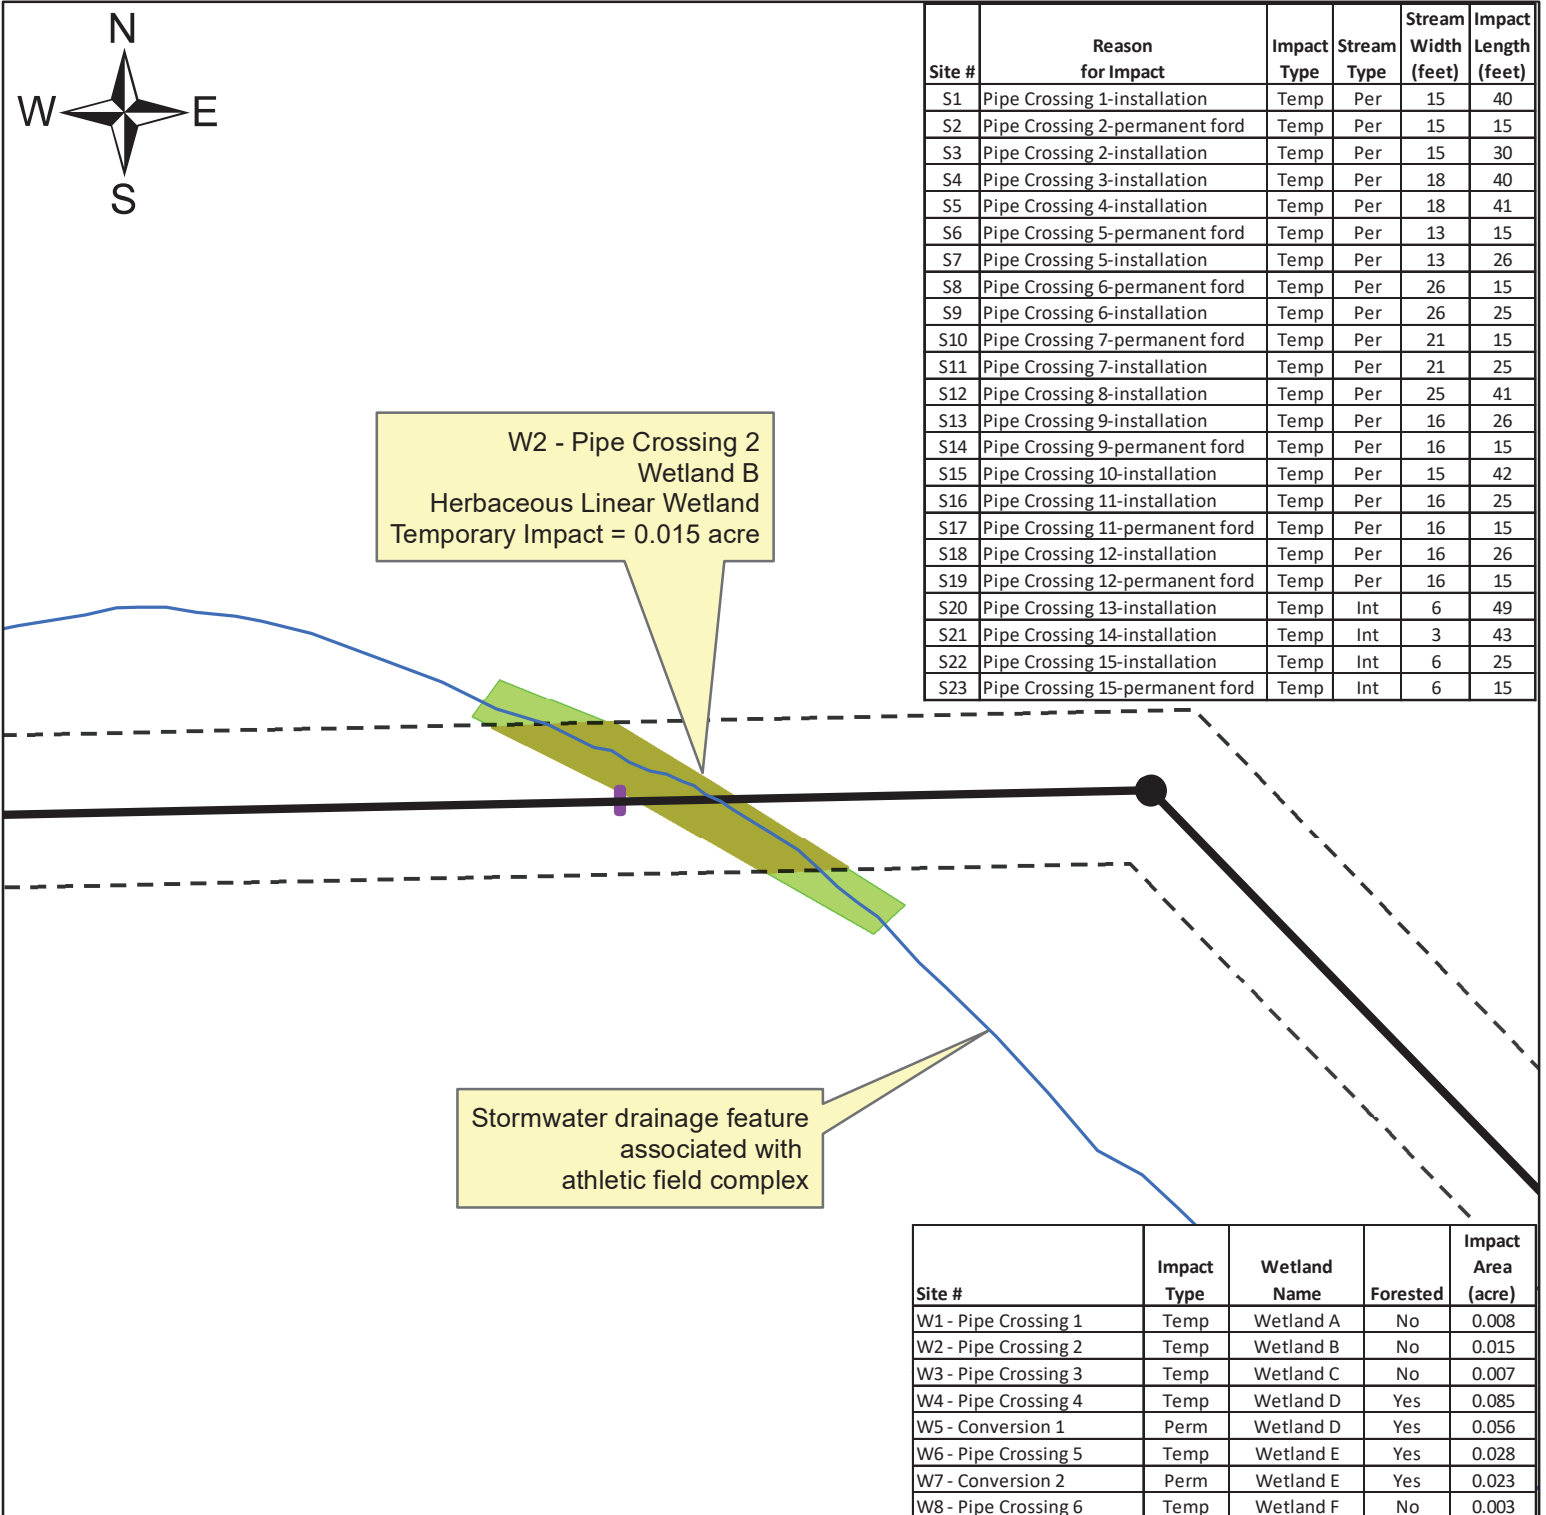 N
W E
S
Site # Reason for Impact Impact Type Stream Type Stream Width (feet) Impact Length (feet)
S1 Pipe Crossing 1-installation Temp Per 15 40
S2 Pipe Crossing 2-permanent ford Temp Per 15 15
S3 Pipe Crossing 2-installation Temp Per 15 30
S4 Pipe Crossing 3-installation Temp Per 18 40
S5 Pipe Crossing 4-installation Temp Per 18 41
S6 Pipe Crossing 5-permanent ford Temp Per 13 15
S7 Pipe Crossing 5-installation Temp Per 13 26
S8 Pipe Crossing 6-permanent ford Temp Per 26 15
S9 Pipe Crossing 6-installation Temp Per 26 25
S10 Pipe Crossing 7-permanent ford Temp Per 21 15
S11 Pipe Crossing 7-installation Temp Per 21 25
S12 Pipe Crossing 8-installation Temp Per 25 41
S13 Pipe Crossing 9-installation Temp Per 16 26
S14 Pipe Crossing 9-permanent ford Temp Per 16 15
S15 Pipe Crossing 10-installation Temp Per 15 42
S16 Pipe Crossing 11-installation Temp Per 16 25
S17 Pipe Crossing 11-permanent ford Temp Per 16 15
S18 Pipe Crossing 12-installation Temp Per 16 26
S19 Pipe Crossing 12-permanent ford Temp Per 16 15
S20 Pipe Crossing 13-installation Temp Int 6 49
S21 Pipe Crossing 14-installation Temp Int 3 43
S22 Pipe Crossing 15-installation Temp Int 6 25
S23 Pipe Crossing 15-permanent ford Temp Int 6 15
W2 - Pipe Crossing 2
Wetland B
Herbaceous Linear Wetland
Temporary Impact = 0.015 acre
Stormwater drainage feature
associated with
athletic field complex
Site # Impact Type Wetland Name Forested Impact Area (acre)
W1 - Pipe Crossing 1 Temp Wetland A No 0.008
W2 - Pipe Crossing 2 Temp Wetland B No 0.015
W3 - Pipe Crossing 3 Temp Wetland C No 0.007
W4 - Pipe Crossing 4 Temp Wetland D Yes 0.085
W5 - Conversion 1 Perm Wetland D Yes 0.056
W6 - Pipe Crossing 5 Temp Wetland E Yes 0.028
W7 - Conversion 2 Perm Wetland E Yes 0.023
W8 - Pipe Crossing 6 Temp Wetland F No 0.003